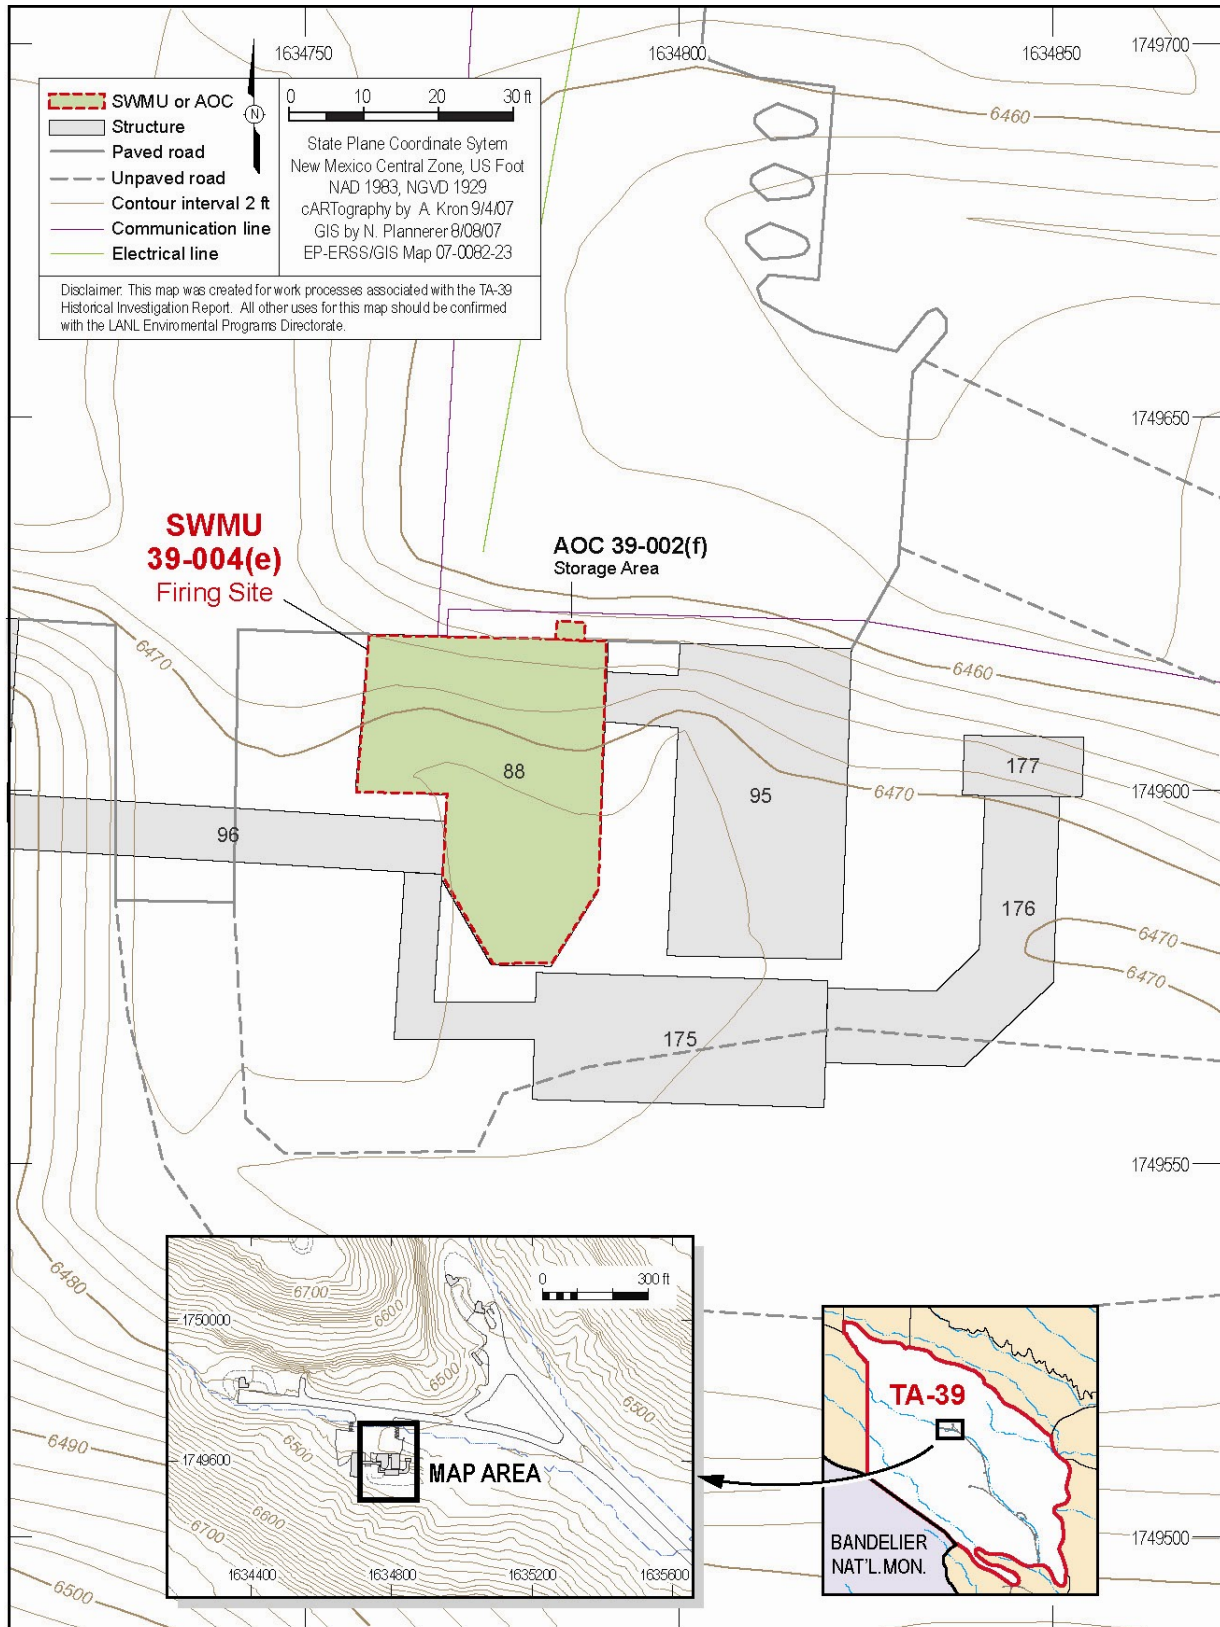 1634750
1634800
1634850
1749700
SWMU or AOC
Structure
Paved road
Unpaved road
Contour interval 2 ft
Communication line
Electrical line
N
0 10 20 30 ft
State Plane Coordinate Sytem
New Mexico Central Zone, US Foot
NAD 1983, NGVD 1929
cARTography by A. Kron 9/4/07
GIS by N. Plannerer 8/08/07
EP-ERSS/GIS Map 07-0082-23
Disclaimer: This map was created for work processes associated with the TA-39
Historical Investigation Report. All other uses for this map should be confirmed
with the LANL Enviromental Programs Directorate.
6460
1749650
SWMU
39-004(e)
Firing Site
AOC 39-002(f)
Storage Area
6470
6460
88
95
177
6470
1749600
96
176
6470
6470
175
1749550
6480
6490
6500
1749500
0 300 ft
6700
6600
1750000
6500
6500
6500
1749600
MAP AREA
6600
6700
1634400
1634800
1635200
1635600
TA-39
BANDELIER
NAT'L. MON.